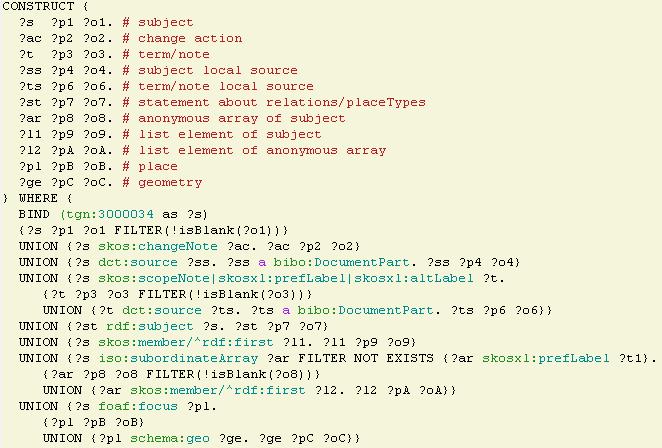 CONSTRUCT {
?s ?p1 ?o1. # subject
?ac ?p2 ?o2. # change action
?t ?p3 ?o3. # term/note
?ss ?p4 ?o4. # subject local source
?ts ?p6 ?o6. # term/note local source
?st ?p7 ?o7. # statement about relations/placeTypes
?ar ?p8 ?o8. # anonymous array of subject
?l1 ?p9 ?o9. # list element of subject
?l2 ?pA ?oA. # list element of anonymous array
?pl ?pB ?oB. # place
?ge ?pC ?oC. # geometry
} WHERE {
BIND (tgn:3000034 as ?s)
{?s ?p1 ?o1 FILTER(!isBlank(?o1))}
UNION {?s skos:changeNote ?ac. ?ac ?p2 ?o2}
UNION {?s dct:source ?ss. ?ss a bibo:DocumentPart. ?ss ?p4 ?o4}
UNION {?s skos:scopeNote|skosxl:prefLabel|skosxl:altLabel ?t.
{?t ?p3 ?o3 FILTER(!isBlank(?o3))}
UNION {?t dct:source ?ts. ?ts a bibo:DocumentPart. ?ts ?p6 ?o6}}
UNION {?st rdf:subject ?s. ?st ?p7 ?o7}
UNION {?s skos:member/^rdf:first ?l1. ?l1 ?p9 ?o9}
UNION {?s iso:subordinateArray ?ar FILTER NOT EXISTS {?ar skosxl:prefLabel ?t1}.
{?ar ?p8 ?o8 FILTER(!isBlank(?o8))}
UNION {?ar skos:member/^rdf:first ?l2. ?l2 ?pA ?oA}}
UNION {?s foaf:focus ?pl.
{?pl ?pB ?oB}
UNION {?pl schema:geo ?ge. ?ge ?pC ?oC}}